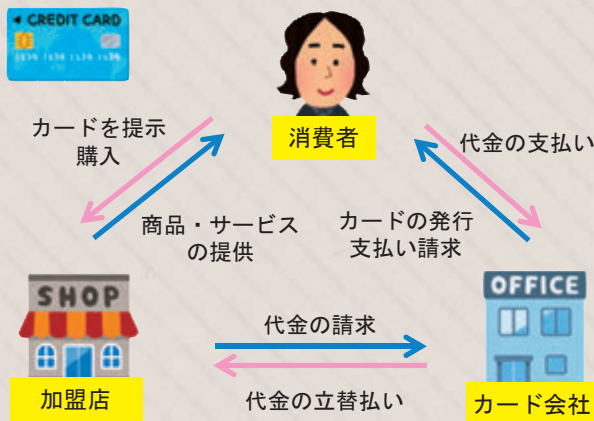 CREDIT CARD
カードを提示
購入
消費者
代金の支払い
商品・サービス
の提供
カードの発行
支払い請求
SHOP
OFFICE
代金の請求
加盟店
代金の立替払い
カード会社